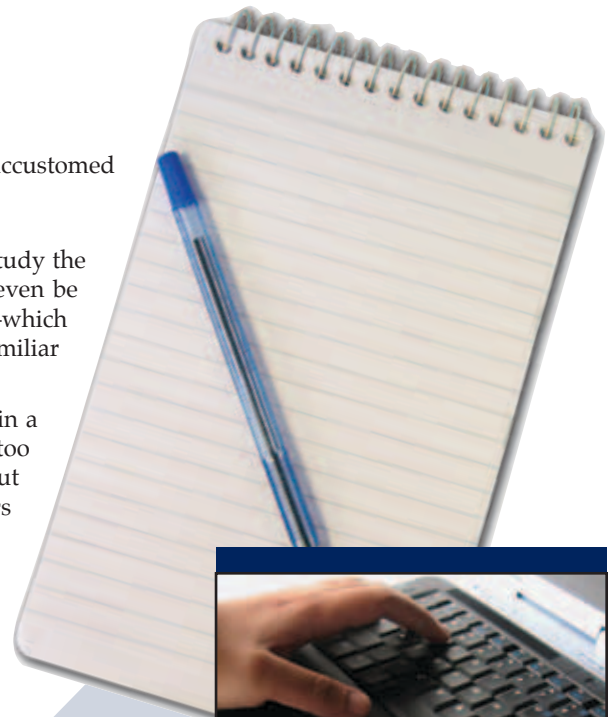 accustomed
tudy the
even be
–which
miliar
in a
too
ut
s